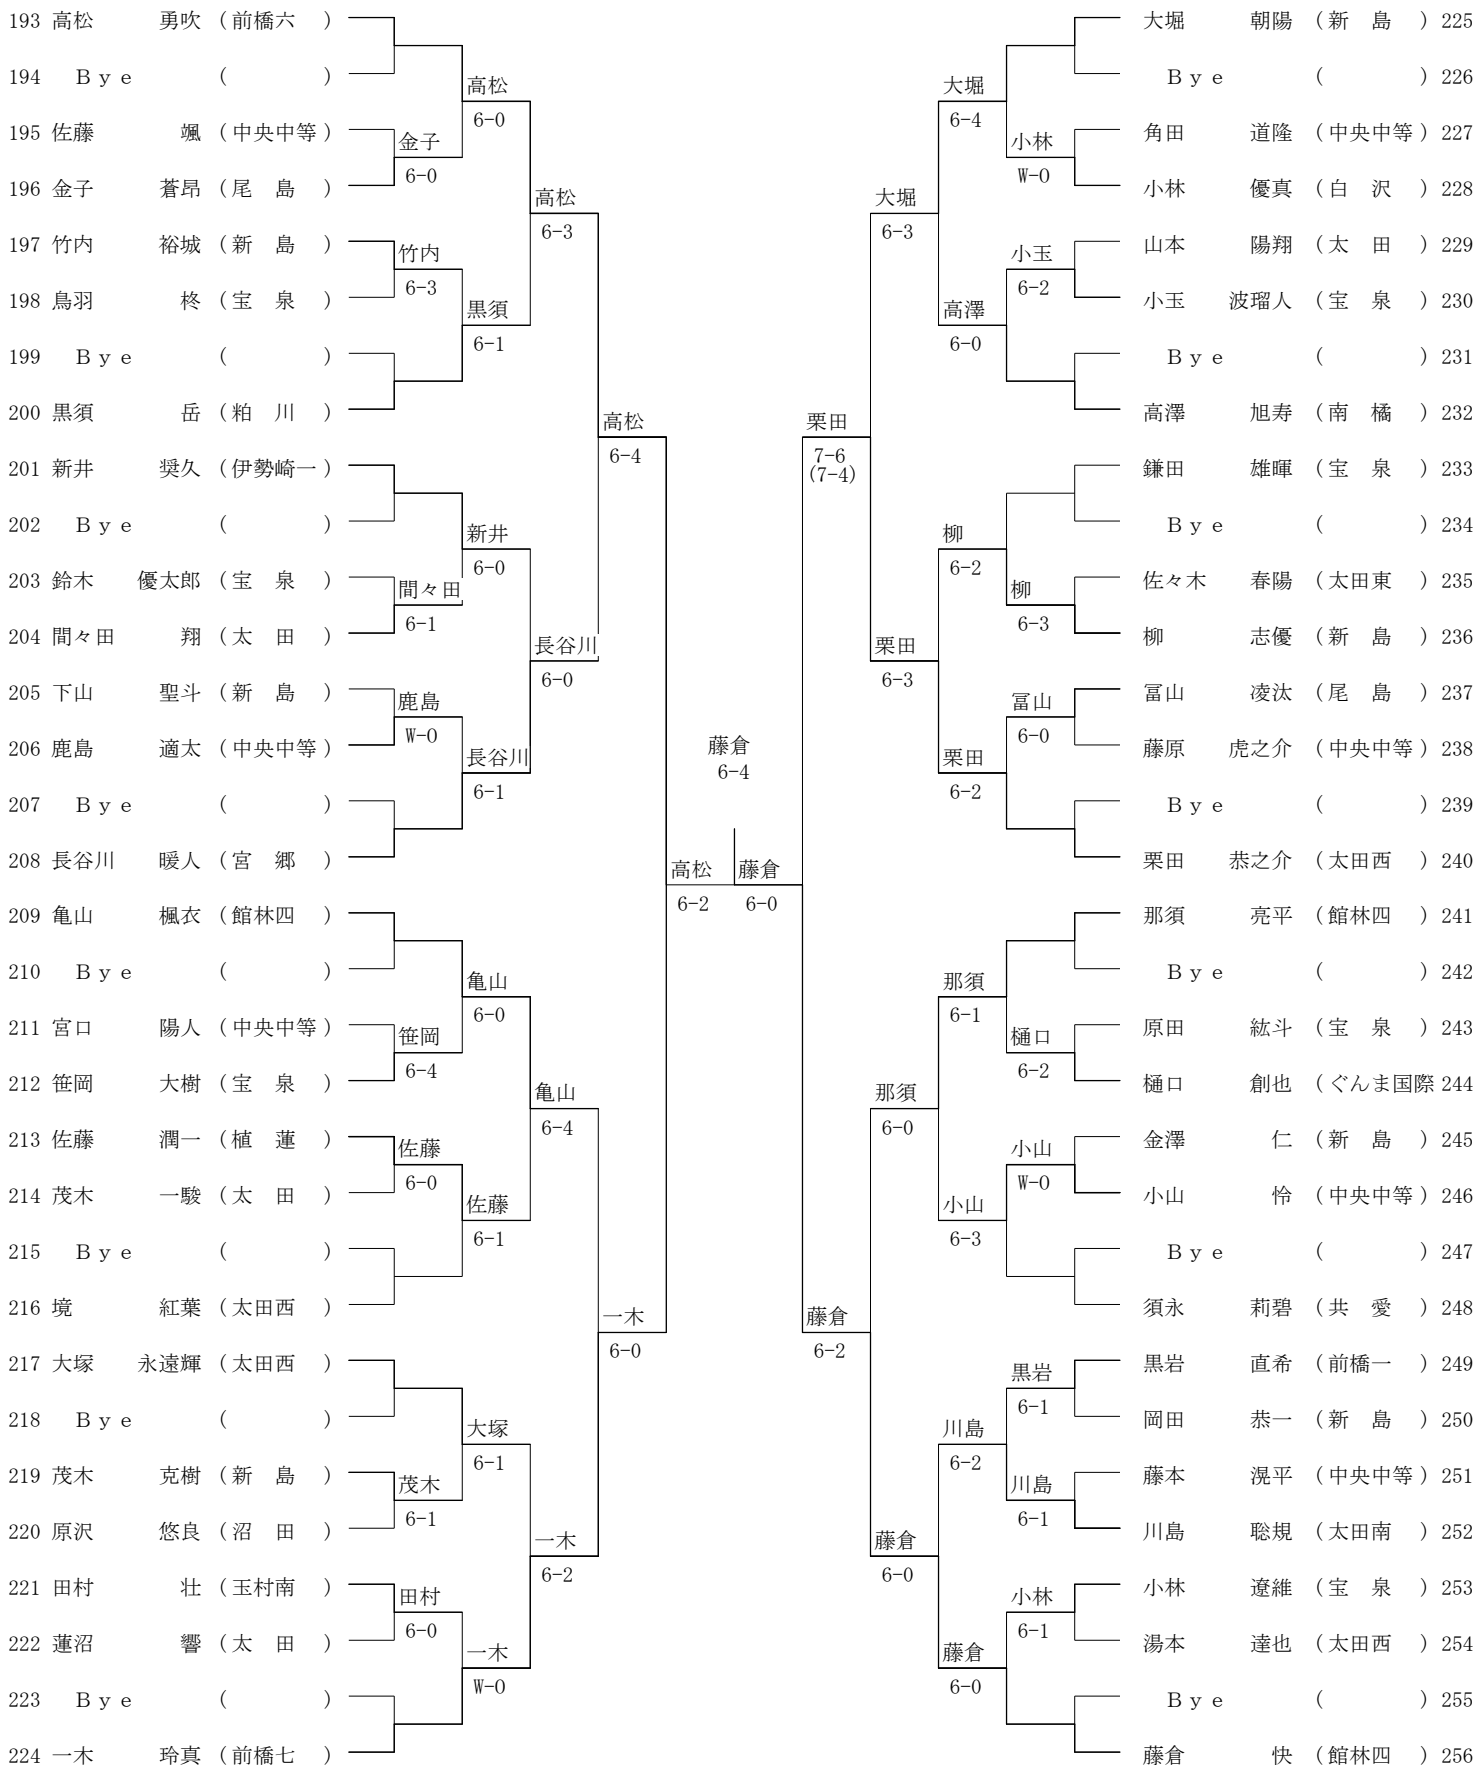 193 高松 勇吹 (前橋六)
194 Bye ( )
195 佐藤 颯 (中央中等)
196 金子 蒼昂 (尾 島)
197 竹内 裕城 (新 島)
198 鳥羽 柊 (宝 泉)
199 Bye ( )
200 黒須 岳 (粕 川)
201 新井 奨久 (伊勢崎一)
202 Bye ( )
203 鈴木 優太郎 (宝 泉)
204 間々田 翔 (太 田)
205 下山 聖斗 (新 島)
206 鹿島 適太 (中央中等)
207 Bye ( )
208 長谷川 暖人 (宮 郷)
209 亀山 楓衣 (館林四)
210 Bye ( )
211 宮口 陽人 (中央中等)
212 笹岡 大樹 (宝 泉)
213 佐藤 潤一 (植 蓮)
214 茂木 一駿 (太 田)
215 Bye ( )
216 境 紅葉 (太田西)
217 大塚 永遠輝 (太田西)
218 Bye ( )
219 茂木 克樹 (新 島)
220 原沢 悠良 (沼 田)
221 田村 壮 (玉村南)
222 蓮沼 響 (太 田)
223 Bye ( )
224 一木 玲真 (前橋七)
金子
6-0
竹内
6-3
間々田
6-1
鹿島
W-0
笹岡
6-4
佐藤
6-0
茂木
6-1
田村
6-0
高松
6-0
黒須
6-1
新井
6-0
長谷川
6-1
亀山
6-0
佐藤
6-1
大塚
6-1
一木
W-0
高松
6-3
長谷川
6-0
亀山
6-4
一木
6-2
高松
6-4
一木
6-0
高松
6-2
藤倉
6-4
藤倉
6-0
栗田
7-6
(7-4)
藤倉
6-2
大堀
6-3
栗田
6-3
那須
6-0
藤倉
6-0
大堀
6-4
高澤
6-0
柳
6-2
栗田
6-2
那須
6-1
小山
6-3
川島
6-2
藤倉
6-0
小林
W-0
小玉
6-2
柳
6-3
冨山
6-0
樋口
6-2
小山
W-0
黒岩
6-1
川島
6-1
小林
6-1
大堀 朝陽 (新 島) 225
Bye ( ) 226
角田 道隆 (中央中等) 227
小林 優真 (白 沢) 228
山本 陽翔 (太 田) 229
小玉 波瑠人 (宝 泉) 230
Bye ( ) 231
高澤 旭寿 (南 橘) 232
鎌田 雄暉 (宝 泉) 233
Bye ( ) 234
佐々木 春陽 (太田東) 235
柳 志優 (新 島) 236
冨山 凌汰 (尾 島) 237
藤原 虎之介 (中央中等) 238
Bye ( ) 239
栗田 恭之介 (太田西) 240
那須 亮平 (館林四) 241
Bye ( ) 242
原田 紘斗 (宝 泉) 243
樋口 創也 (ぐんま国際 244
金澤 仁 (新 島) 245
小山 怜 (中央中等) 246
Bye ( ) 247
須永 莉碧 (共 愛) 248
黒岩 直希 (前橋一) 249
岡田 恭一 (新 島) 250
藤本 滉平 (中央中等) 251
川島 聡規 (太田南) 252
小林 遼維 (宝 泉) 253
湯本 達也 (太田西) 254
Bye ( ) 255
藤倉 快 (館林四) 256